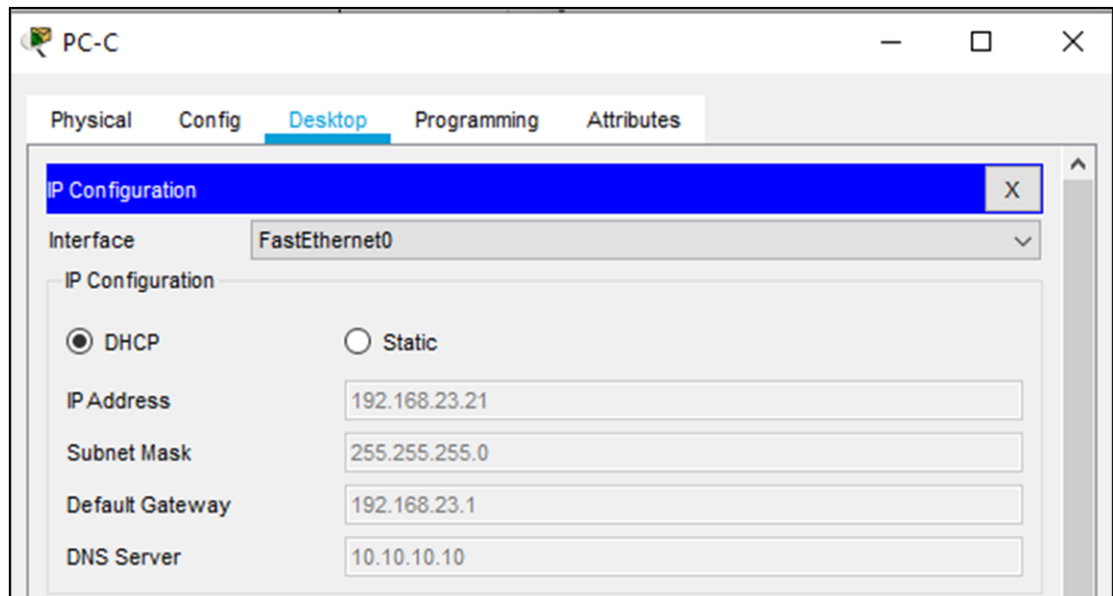 PC-C
Physical Config Desktop Programming Attributes
IP Configuration X
Interface FastEthernet0
IP Configuration
DHCP Static
IP Address 192.168.23.21
Subnet Mask 255.255.255.0
Default Gateway 192.168.23.1
DNS Server 10.10.10.10